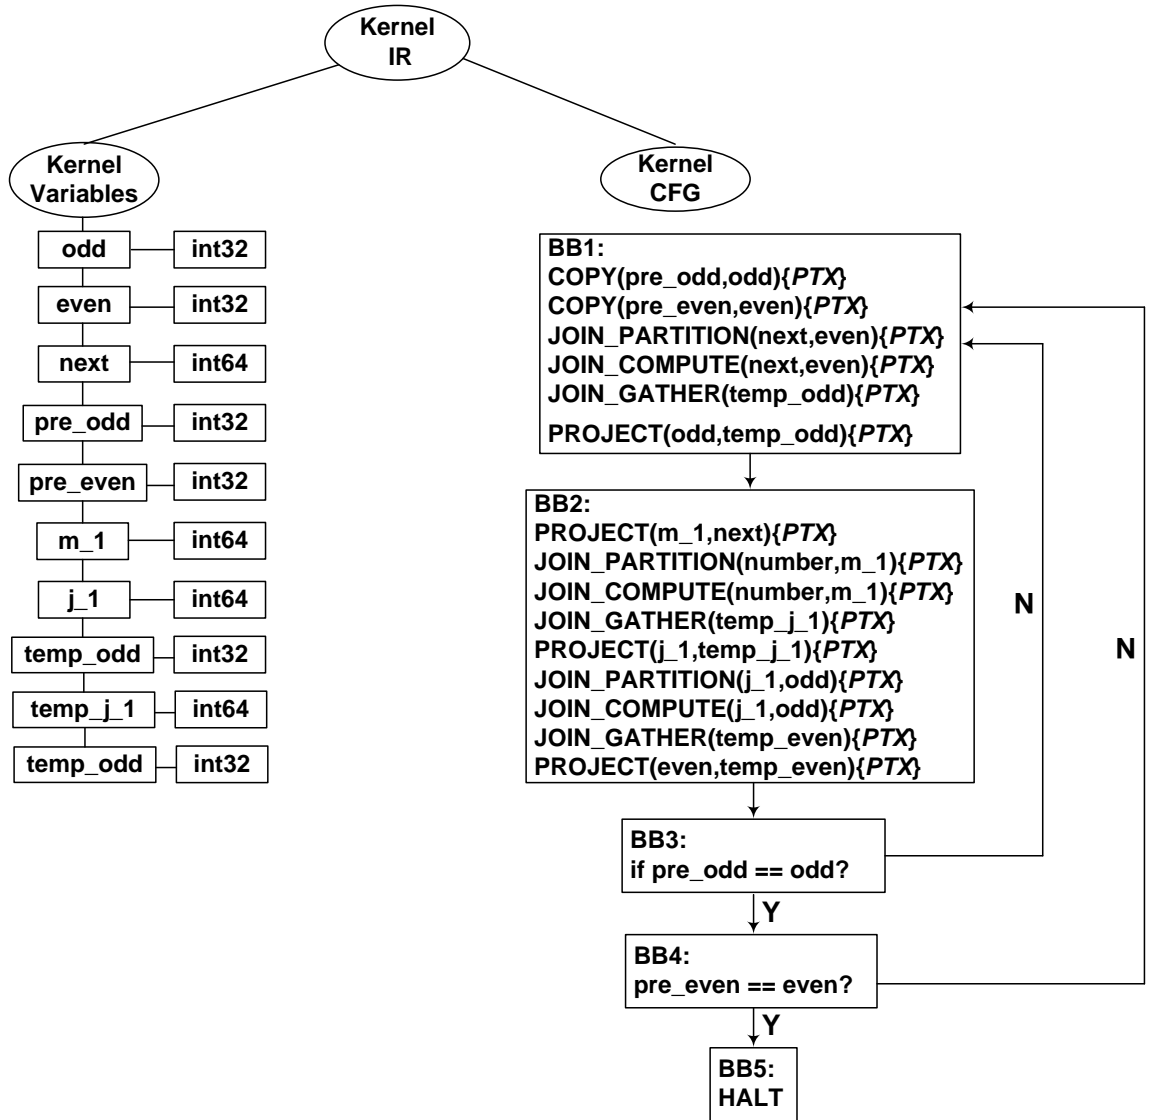 Kernel
IR
Kernel
Variables
odd int32
even int32
next int64
pre_odd int32
pre_even int32
m_1 int64
j_1 int64
temp_odd int32
temp_j_1 int64
temp_odd int32
Kernel
CFG
BB1:
COPY(pre_odd,odd){PTX}
COPY(pre_even,even){PTX}
JOIN_PARTITION(next,even){PTX}
JOIN_COMPUTE(next,even){PTX}
JOIN_GATHER(temp_odd){PTX}
PROJECT(odd,temp_odd){PTX}
BB2:
PROJECT(m_1,next){PTX}
JOIN_PARTITION(number,m_1){PTX}
JOIN_COMPUTE(number,m_1){PTX}
JOIN_GATHER(temp_j_1){PTX}
PROJECT(j_1,temp_j_1){PTX}
JOIN_PARTITION(j_1,odd){PTX}
JOIN_COMPUTE(j_1,odd){PTX}
JOIN_GATHER(temp_even){PTX}
PROJECT(even,temp_even){PTX}
N
N
BB3:
if pre_odd == odd?
Y
BB4:
pre_even == even?
Y
BB5:
HALT